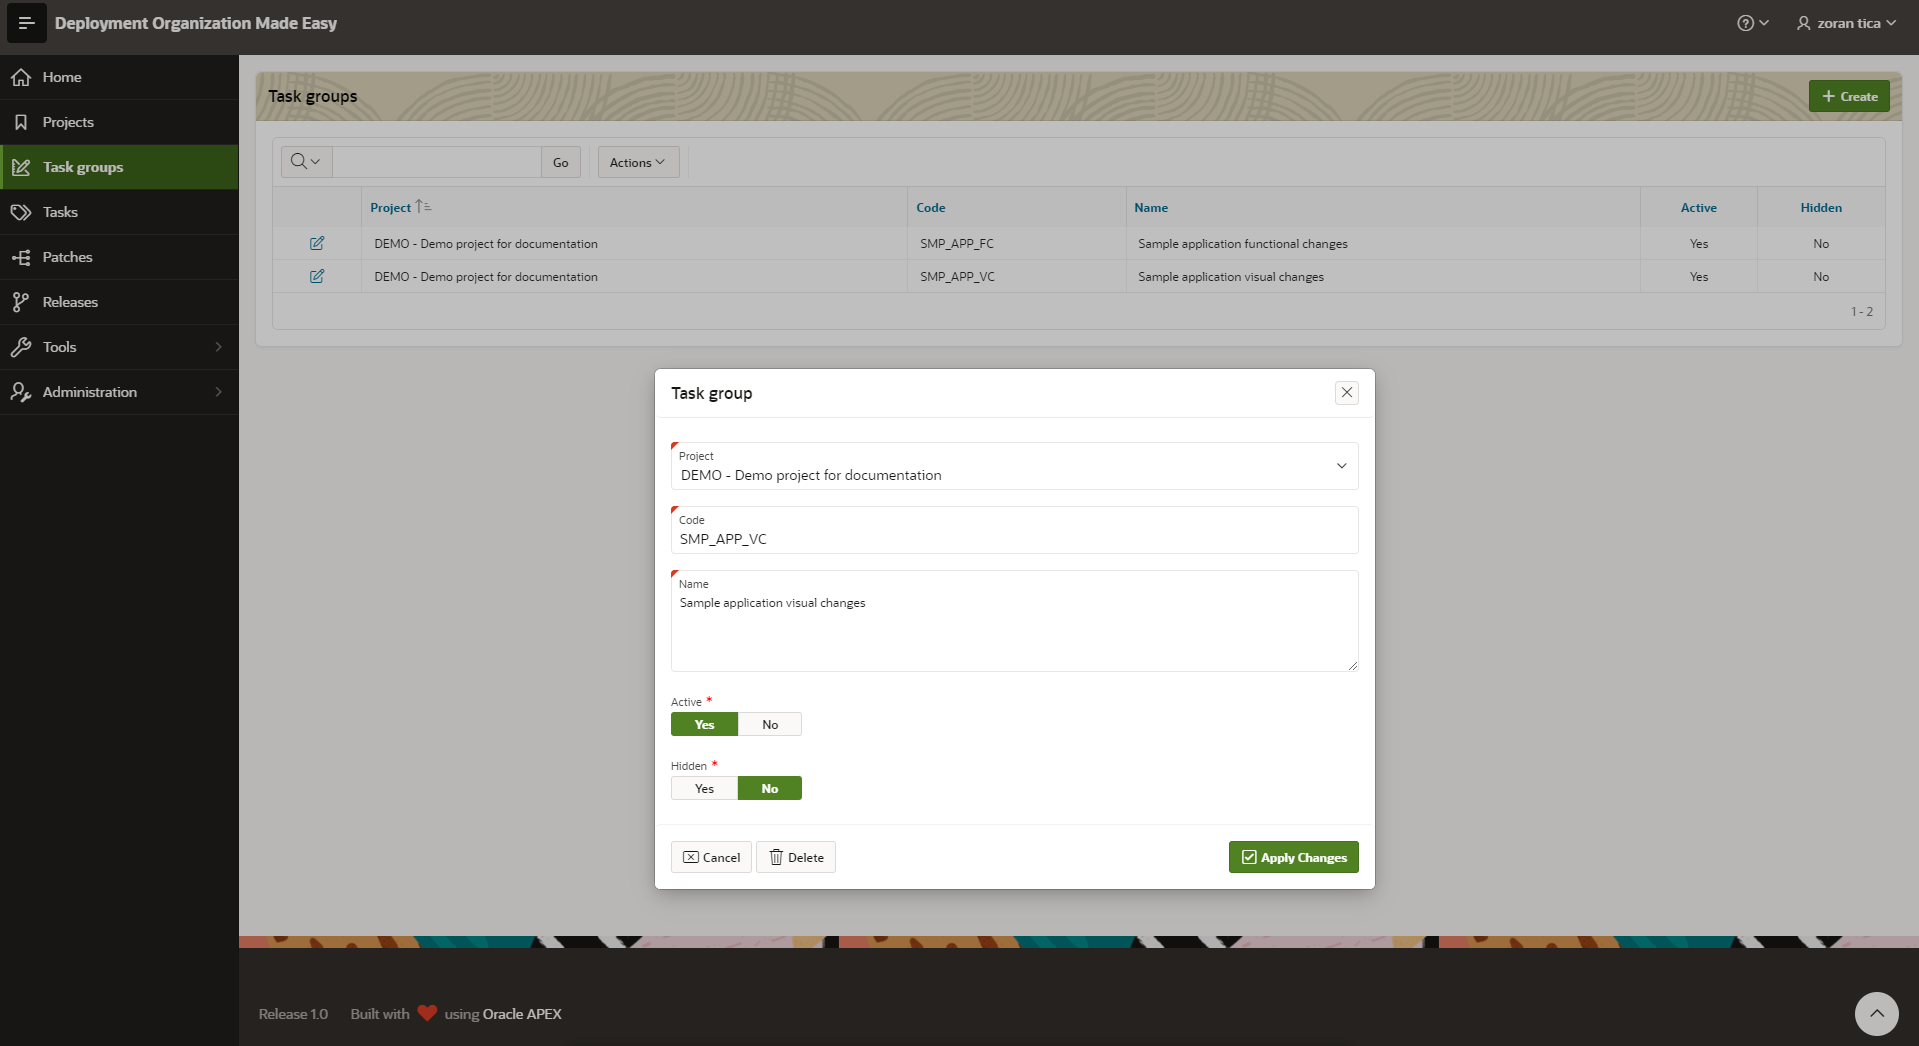 Deployment Organization Made Easy
zoran tica
Home
Projects
Task groups
Tasks
Patches
Releases
Tools
Administration
Task groups
Create
Go
Actions
Project Code Name Active Hidden
DEMO - Demo project for documentation SMP_APP_FC Sample application functional changes Yes No
DEMO - Demo project for documentation SMP_APP_VC Sample application visual changes Yes No
1 - 2
Task group
Project
DEMO - Demo project for documentation
Code
SMP_APP_VC
Name
Sample application visual changes
Active *
Yes No
Hidden *
Yes No
Cancel Delete Apply Changes
Release 1.0 Built with using Oracle APEX